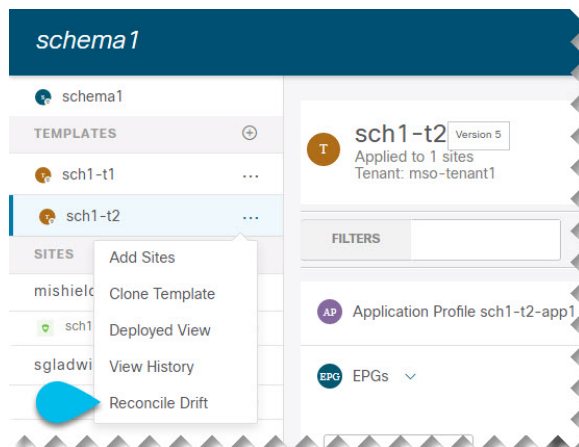 schema1
schema1
TEMPLATES
T sch1-t1 ...
T sch1-t2 ...
SITES
mishield
sch1
sgladwi
Add Sites
Clone Template
Deployed View
View History
Reconcile Drift
T
sch1-t2 Version 5
Applied to 1 sites
Tenant: mso-tenant1
FILTERS
AP Application Profile sch1-t2-app1
EPG EPGs